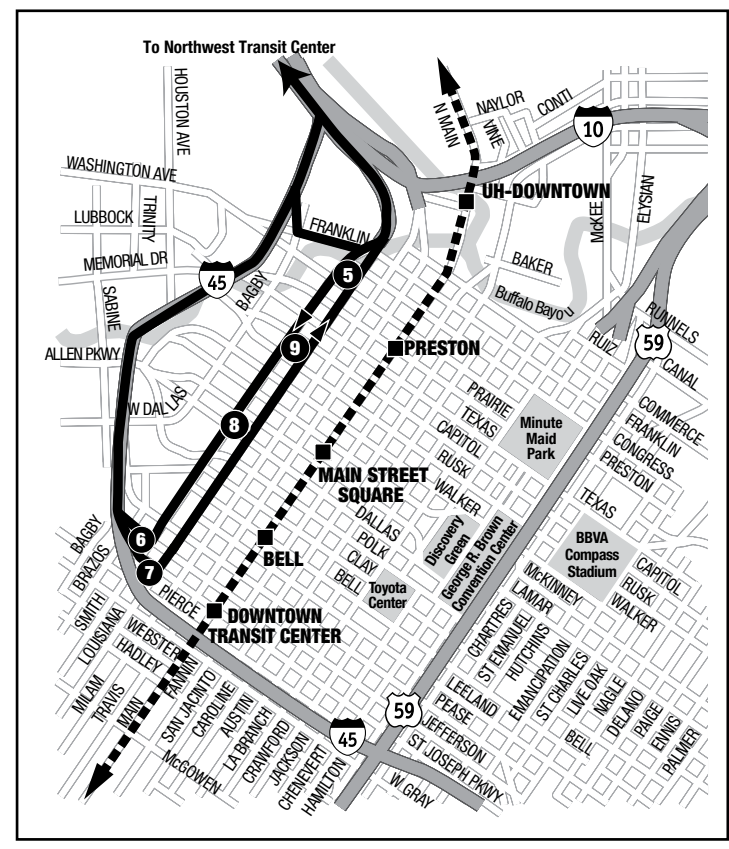 To Northwest Transit Center
HOUSTON AVE
N MAIN
NAYLOR
CONTI
VINE
10
WASHINGTON AVE
UH-DOWNTOWN
McKEE
ELYSIAN
LUBBOCK
TRINITY
FRANKLIN
MEMORIAL DR
45
BAGBY
5
BAKER
SABINE
Buffalo Bayou
RUNNELS
9
PRESTON
RUIZ
59
ALLEN PKWY
CANAL
W DALLAS
8
PRAIRIE
TEXAS
CAPITOL
RUSK
WALKER
Minute
Maid
Park
COMMERCE
FRANKLIN
CONGRESS
PRESTON
MAIN STREET
SQUARE
TEXAS
BAGBY
BRAZOS
6
7
DALLAS
POLK
CLAY
BELL
Discovery
Green
George R. Brown
Convention Center
BBVA
Compass
Stadium
CAPITOL
RUSK
WALKER
BELL
Toyota
Center
McKINNEY
LAMAR
PIERCE
SMITH
LOUISIANA
DOWNTOWN
TRANSIT CENTER
CHARTRES
ST EMANUEL
HUTCHINS
EMANCIPATION
ST CHARLES
LIVE OAK
NAGLE
DELANO
PAIGE
ENNIS
PALMER
WEBSTER
HADLEY
MILAM
TRAVIS
MAIN
FANNIN
SAN JACINTO
CAROLINE
AUSTIN
LA BRANCH
CRAWFORD
JACKSON
CHENEVERT
HAMILTON
LEELAND
PEASE
59
JEFFERSON
ST JOSEPH PKWY
BELL
45
McGOWEN
W. GRAY